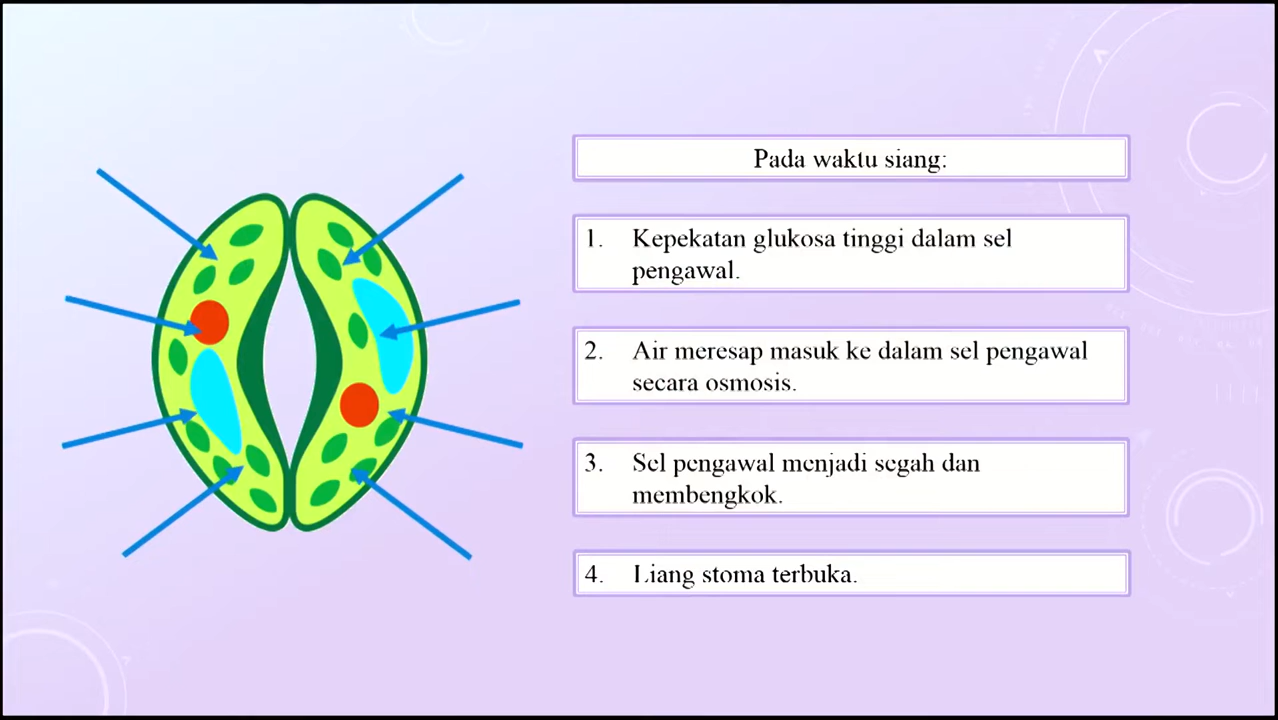 Pada waktu siang:
1. Kepekatan glukosa tinggi dalam sel
pengawal.
2. Air meresap masuk ke dalam sel pengawal
secara osmosis.
3. Sel pengawal menjadi segah dan
membengkok.
4. Liang stoma terbuka.